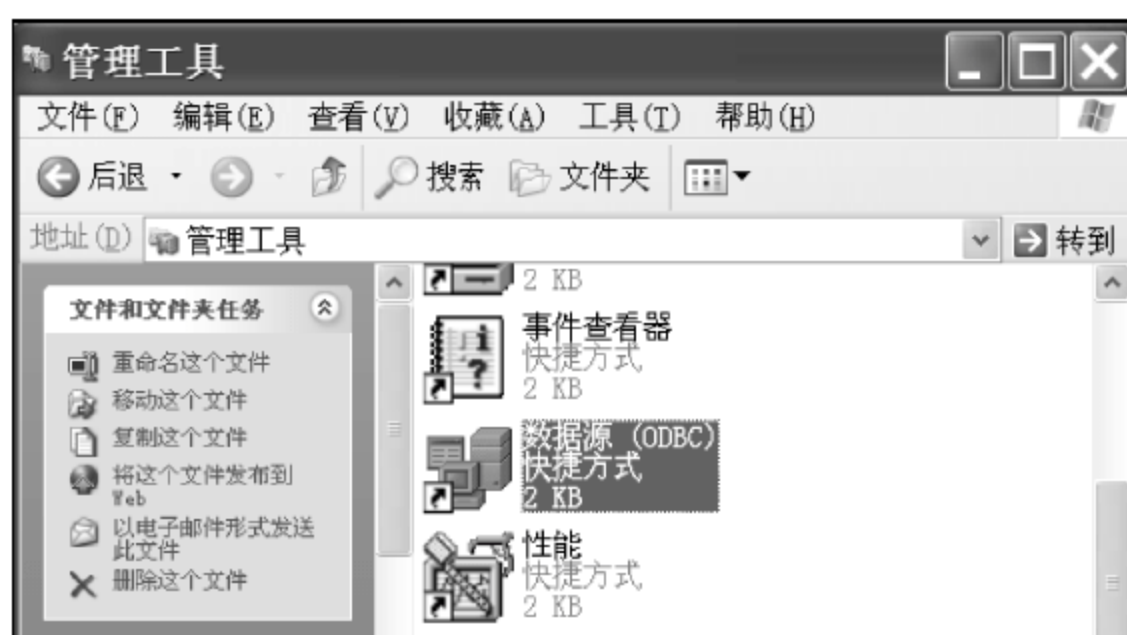 管理工具
文件(F) 编辑(E) 查看(V) 收藏(A) 工具(T) 帮助(H)
后退 搜索 文件夹
地址(D) 管理工具 转到
文件和文件夹任务
重命名这个文件
移动这个文件
复制这个文件
将这个文件发布到
Web
以电子邮件形式发送
此文件
删除这个文件
2 KB
事件查看器
快捷方式
2 KB
数据源 (ODBC)
快捷方式
2 KB
性能
快捷方式
2 KB